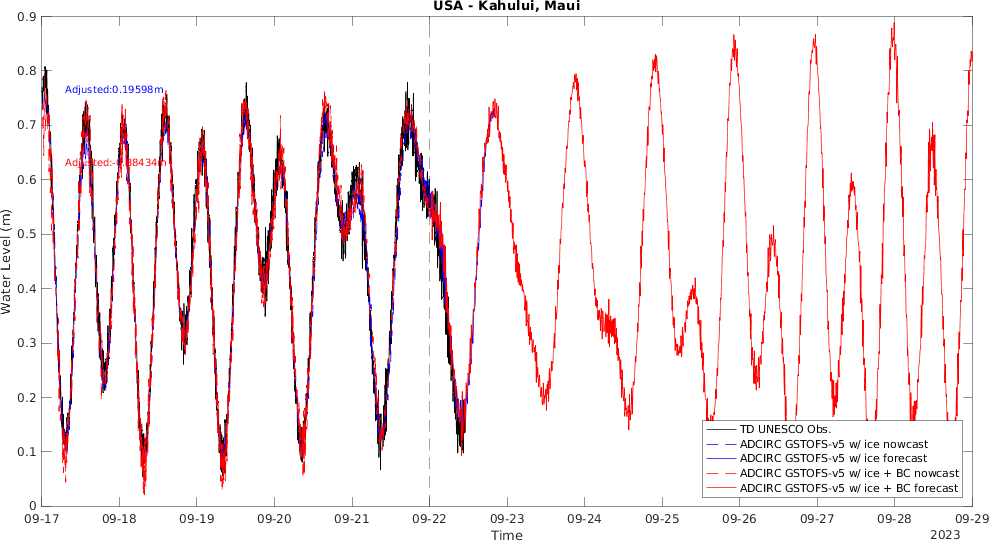 USA - Kahului, Maui
0.9
0.8
0.7
0.6
0.5
0.4
0.3
0.2
0.1
0
Water Level (m)
Adjusted:0.19598m
TD UNESCO Obs.
ADCIRC GSTOFS-v5 w/ ice nowcast
ADCIRC GSTOFS-v5 w/ ice forecast
ADCIRC GSTOFS-v5 w/ ice + BC nowcast
ADCIRC GSTOFS-v5 w/ ice + BC forecast
09-17 09-18 09-19 09-20 09-21 09-22 09-23 09-24 09-25 09-26 09-27 09-28 09-29
Time
2023